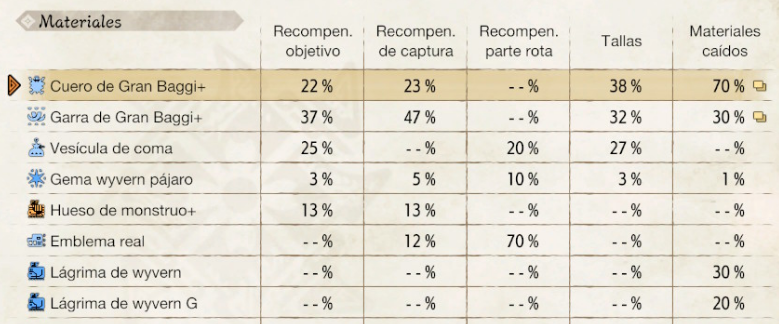 Materiales
Recompen. objetivo Recompen. de captura Recompen. parte rota Tallas Materiales caídos
Cuero de Gran Baggi+ 22 % 23 % - - % 38 % 70 %
Garra de Gran Baggi+ 37 % 47 % - - % 32 % 30 %
Vesícula de coma 25 % - - % 20 % 27 % - - %
Gema wyvern pájaro 3 % 5 % 10 % 3 % 1 %
Hueso de monstruo+ 13 % 13 % - - % - - % - - %
Emblema real - - % 12 % 70 % - - % - - %
Lágrima de wyvern - - % - - % - - % - - % 30 %
Lágrima de wyvern G - - % - - % - - % - - % 20 %